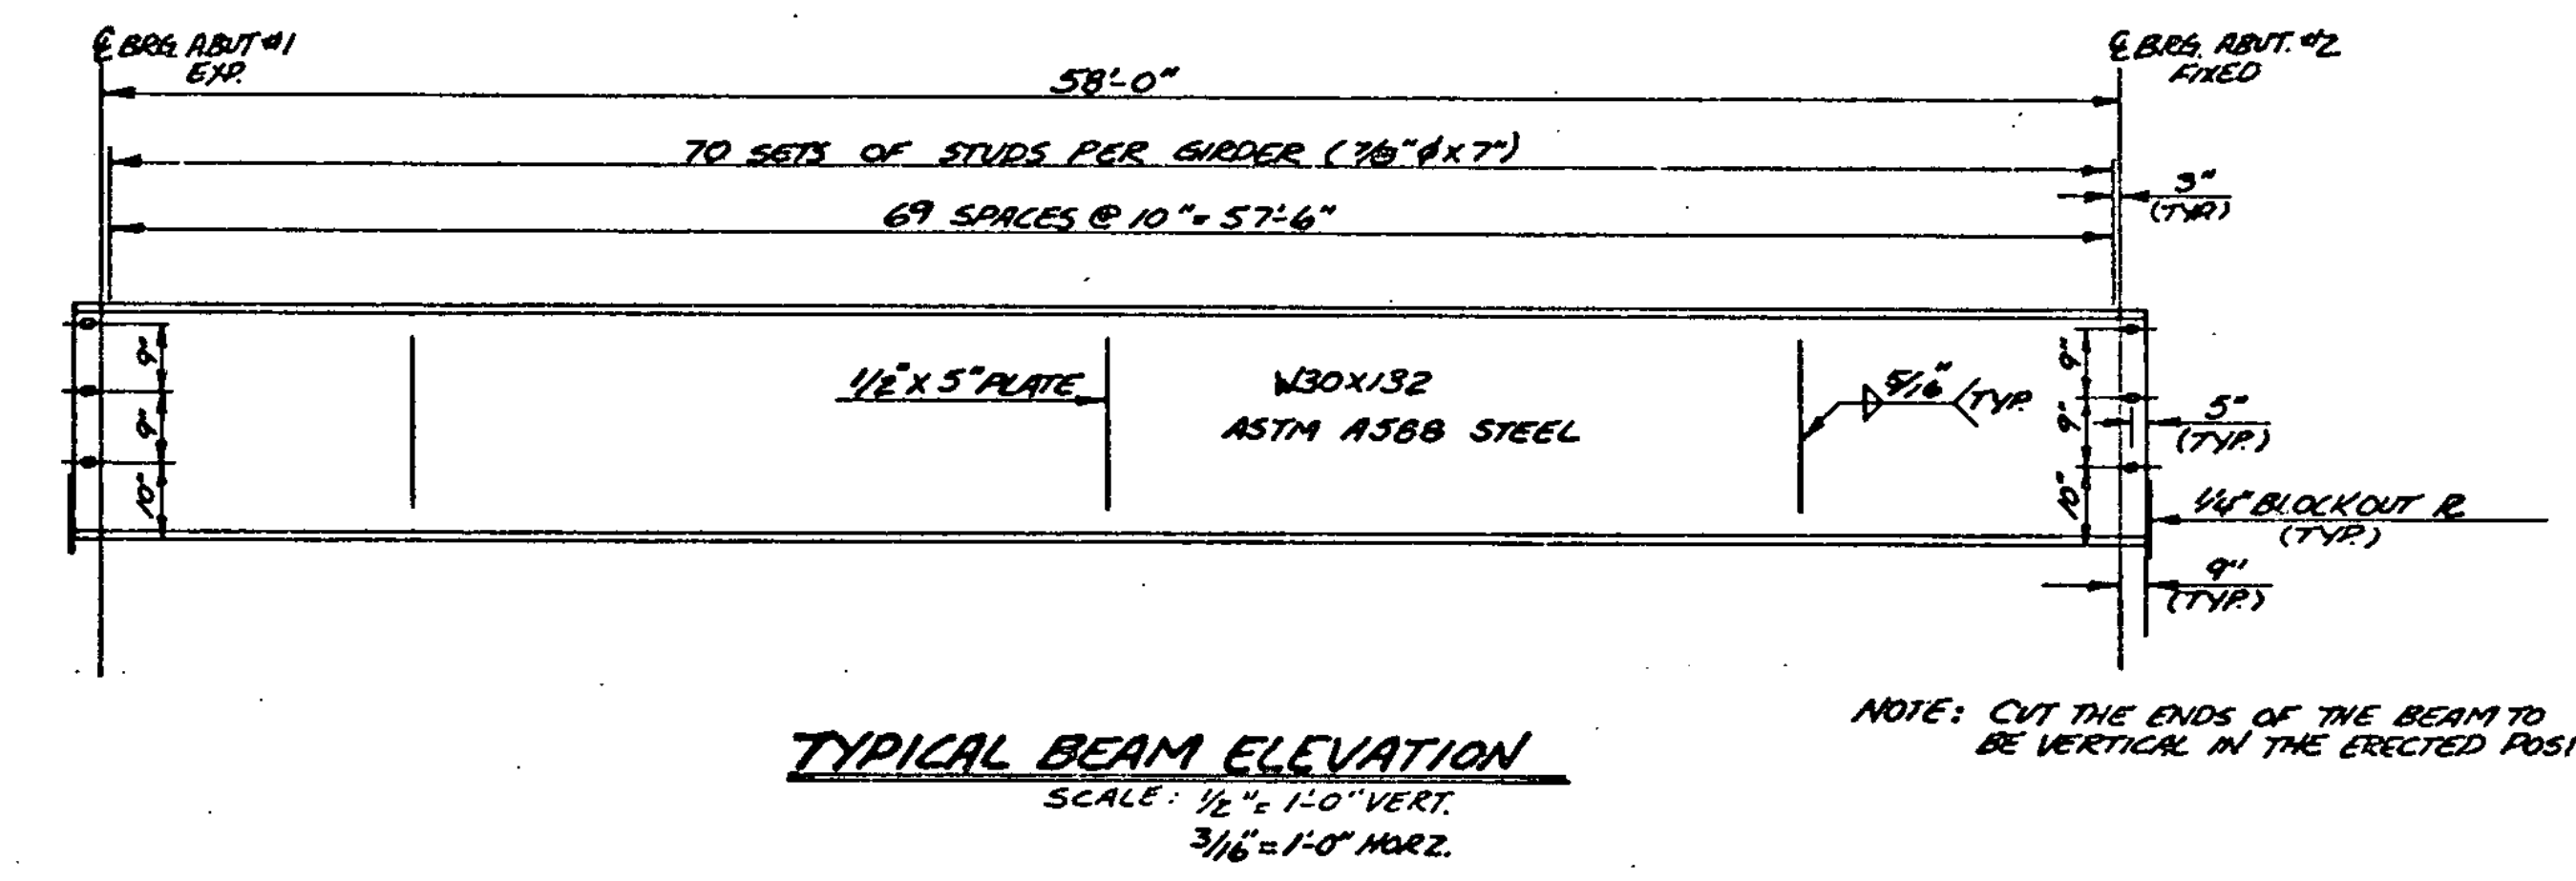 ℄ BRG. ABUT #1
EXP.
℄ BRG. ABUT. #2
FIXED
58'-0"
70 SETS OF STUDS PER GIRDER (7/8"ϕ X 7")
3"
(TYP.)
69 SPACES @ 10" = 57'-6"
9"
9"
10"
1/2" X 5" PLATE
W30X132
ASTM A588 STEEL
5/16"
TYP.
9"
9"
10"
5"
(TYP.)
1/4" BLOCKOUT ℞
(TYP.)
9"
(TYP.)
NOTE: CUT THE ENDS OF THE BEAM TO
BE VERTICAL IN THE ERECTED POSI
TYPICAL BEAM ELEVATION
SCALE: 1/2" = 1'-0" VERT.
3/16" = 1'-0" HORZ.